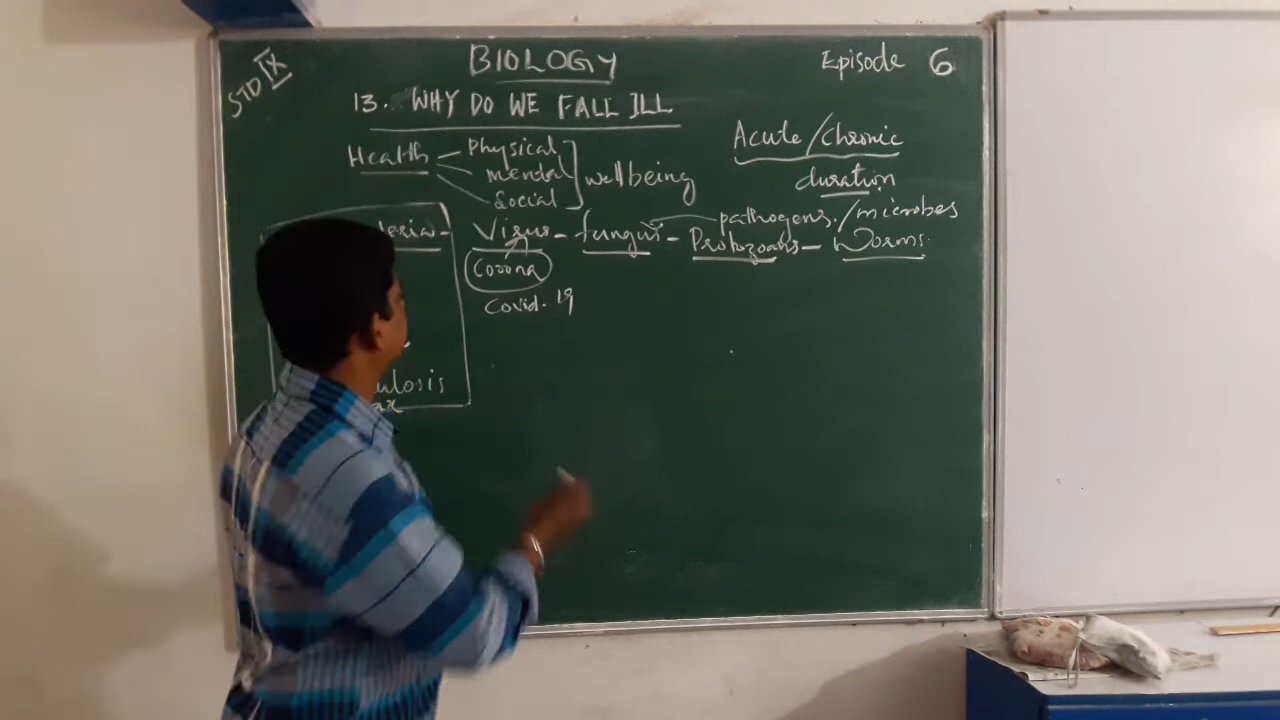 STD IX
BIOLOGY
Episode 6
13. WHY DO WE FALL ILL
Health
Physical
mental
Social
wellbeing
Acute/Chronic
duration
pathogens./microbes
Virus - fungus - Protozoans - Worms
Corona
Covid-19